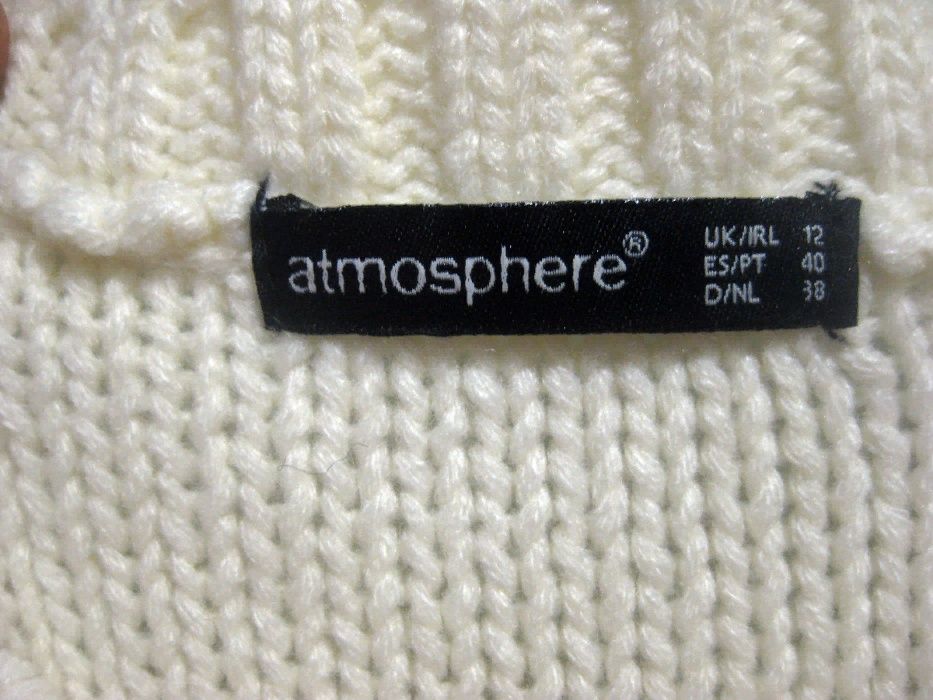 atmosphere®
UK/IRL 12
ES/PT 40
D/NL 38